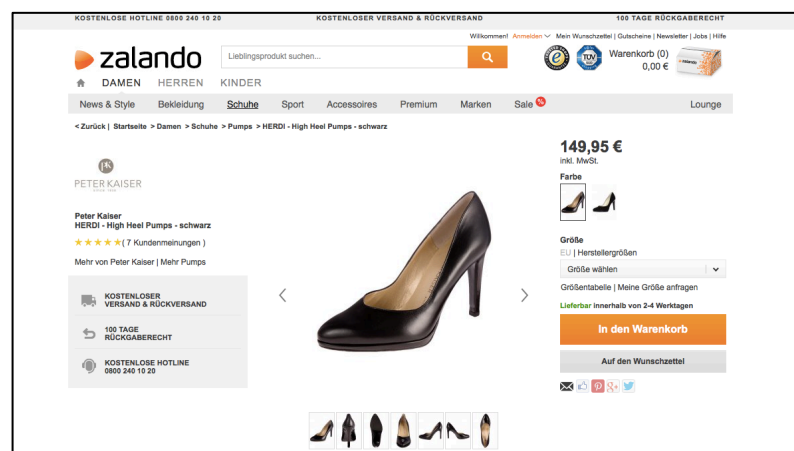 KOSTENLOSE HOTLINE 0800 240 10 20 KOSTENLOSER VERSAND & RÜCKVERSAND 100 TAGE RÜCKGABERECHT
Willkommen! Anmelden Mein Wunschzettel | Gutscheine | Newsletter | Jobs | Hilfe
zalando
Lieblingsprodukt suchen...
TÜV
Warenkorb (0)
0,00 €
DAMEN HERREN KINDER
News & Style Bekleidung Schuhe Sport Accessoires Premium Marken Sale % Lounge
< Zurück | Startseite > Damen > Schuhe > Pumps > HERDI - High Heel Pumps - schwarz
PK
PETER KAISER
Peter Kaiser
HERDI - High Heel Pumps - schwarz
( 7 Kundenmeinungen )
Mehr von Peter Kaiser | Mehr Pumps
KOSTENLOSER
VERSAND & RÜCKVERSAND
100 TAGE
RÜCKGABERECHT
KOSTENLOSE HOTLINE
0800 240 10 20
149,95 €
inkl. MwSt.
Farbe
Größe
EU | Herstellergrößen
Größe wählen
Größentabelle | Meine Größe anfragen
Lieferbar innerhalb von 2-4 Werktagen
In den Warenkorb
Auf den Wunschzettel